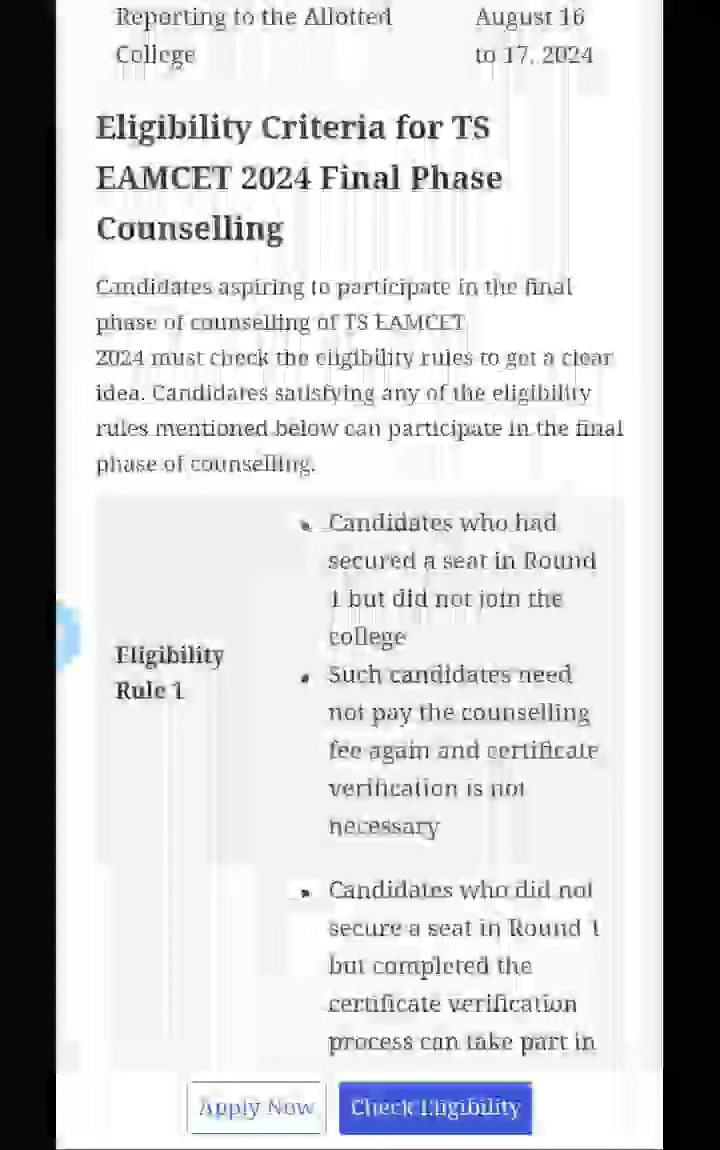 Reporting to the Allotted
College
August 16
to 17, 2024
Eligibility Criteria for TS
EAMCET 2024 Final Phase
Counselling
Candidates aspiring to participate in the final
phase of counselling of TS EAMCET
2024 must check the eligibility rules to get a clear
idea. Candidates satisfying any of the eligibility
rules mentioned below can participate in the final
phase of counselling.
Eligibility
Rule 1
• Candidates who had
secured a seat in Round
1 but did not join the
college
• Such candidates need
not pay the counselling
fee again and certificate
verification is not
necessary
• Candidates who did not
secure a seat in Round 1
but completed the
certificate verification
process can take part in
Apply Now
Check Eligibility